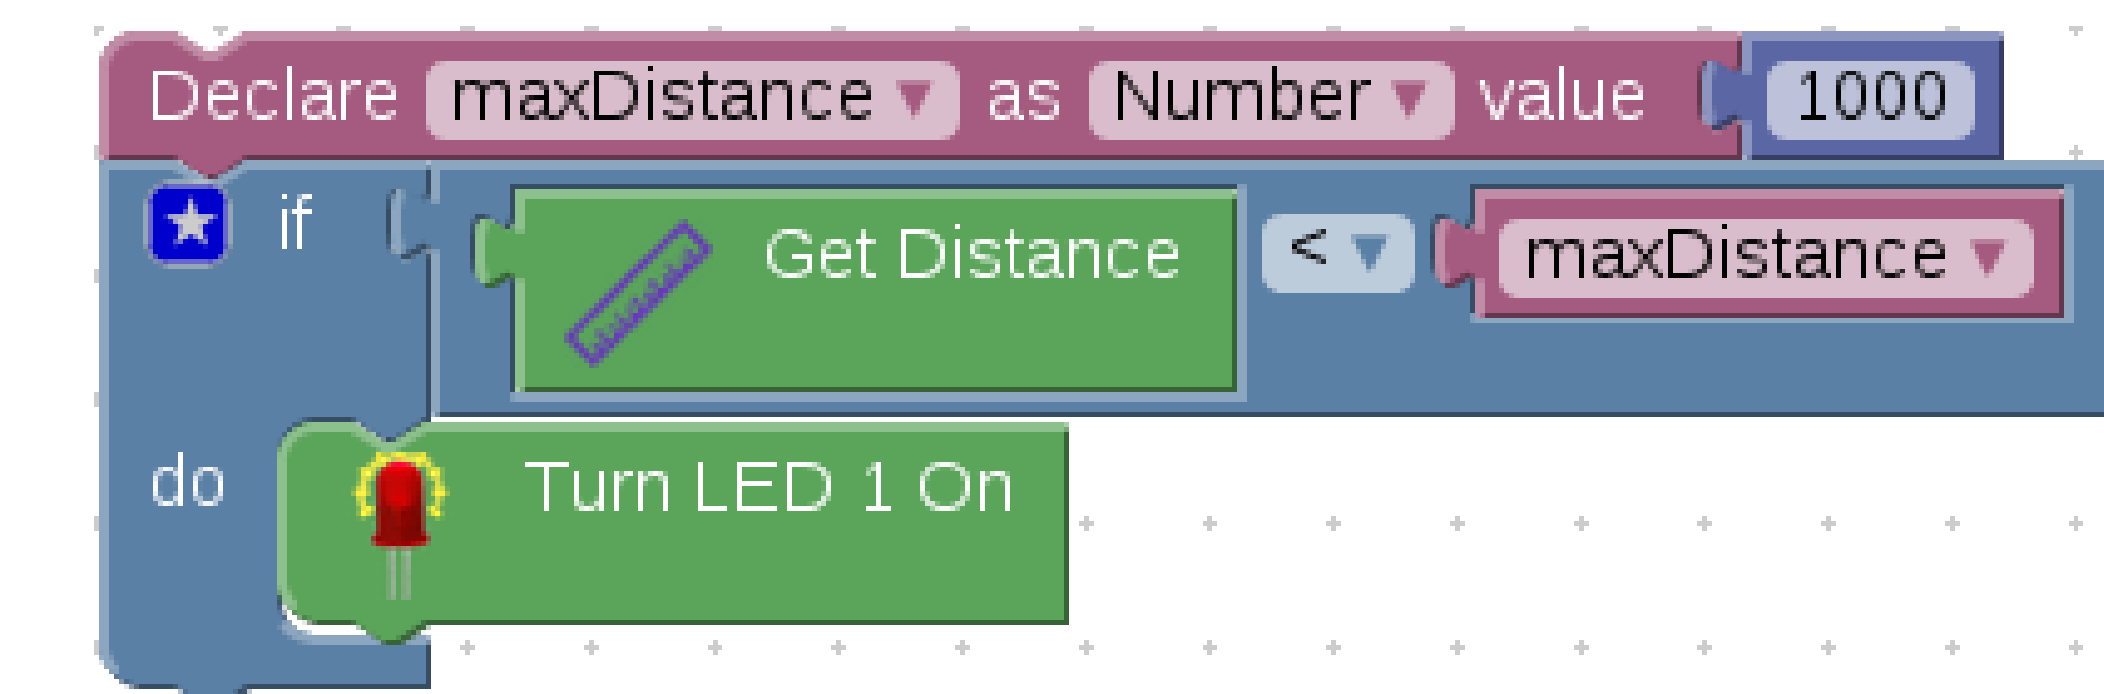 Declare maxDistance as Number value 1000
if Get Distance < maxDistance
do Turn LED 1 On